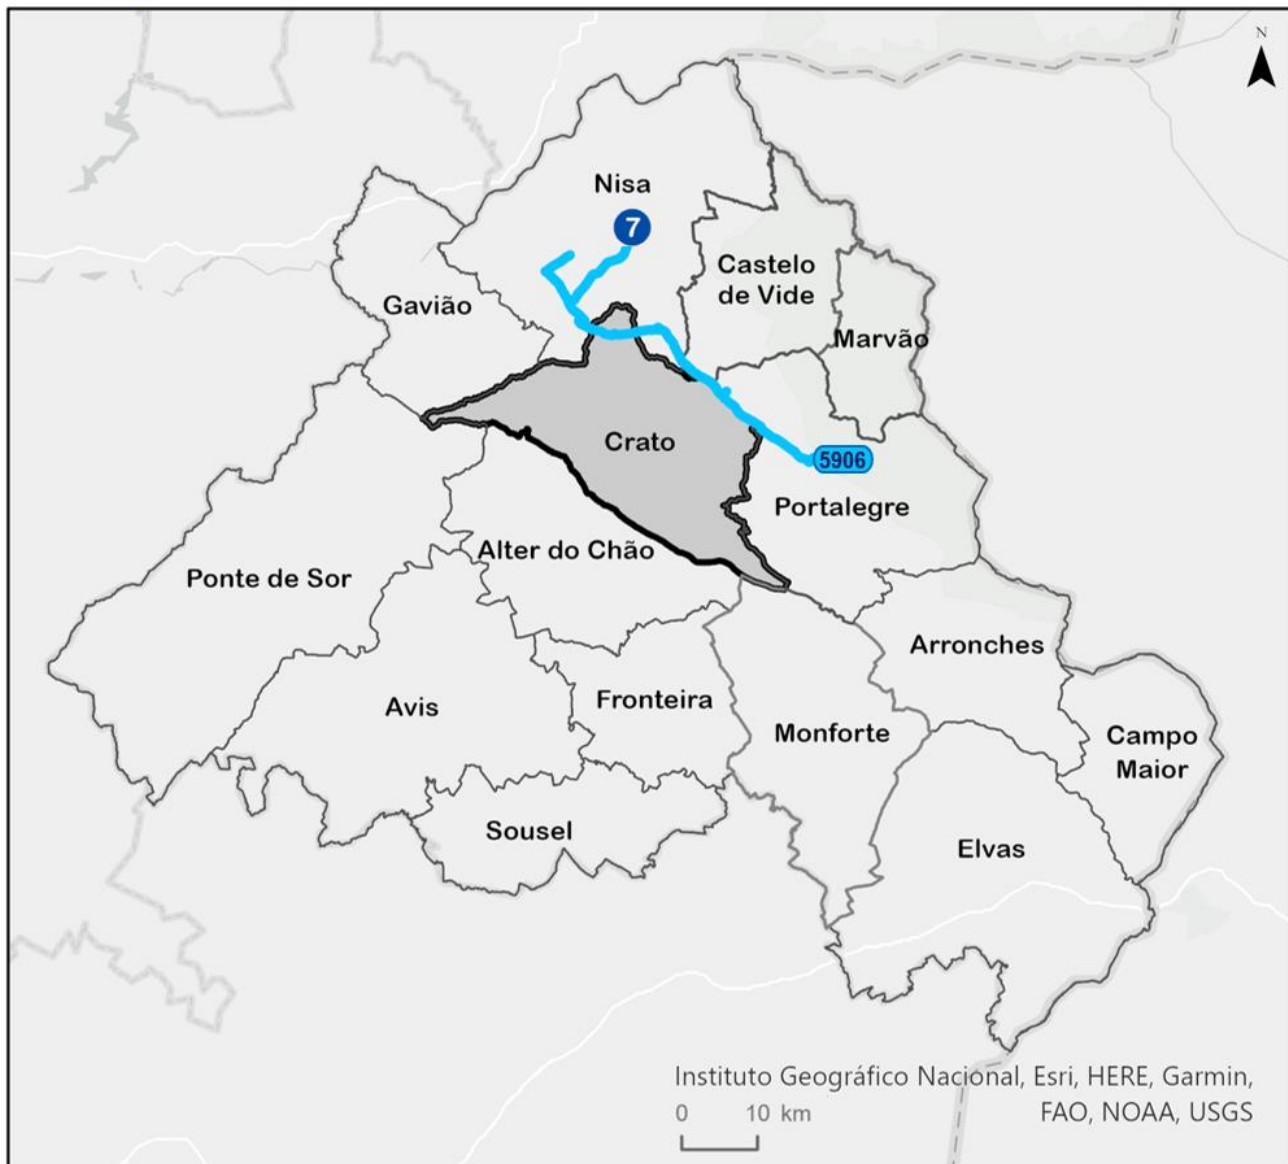 N
Nisa
7
Castelo
de Vide
Gavião
Marvão
Crato
5906
Portalegre
Alter do Chão
Ponte de Sor
Arronches
Fronteira
Avis
Monforte
Campo
Maior
Sousel
Elvas
Instituto Geográfico Nacional, Esri, HERE, Garmin,
FAO, NOAA, USGS
0 10 km